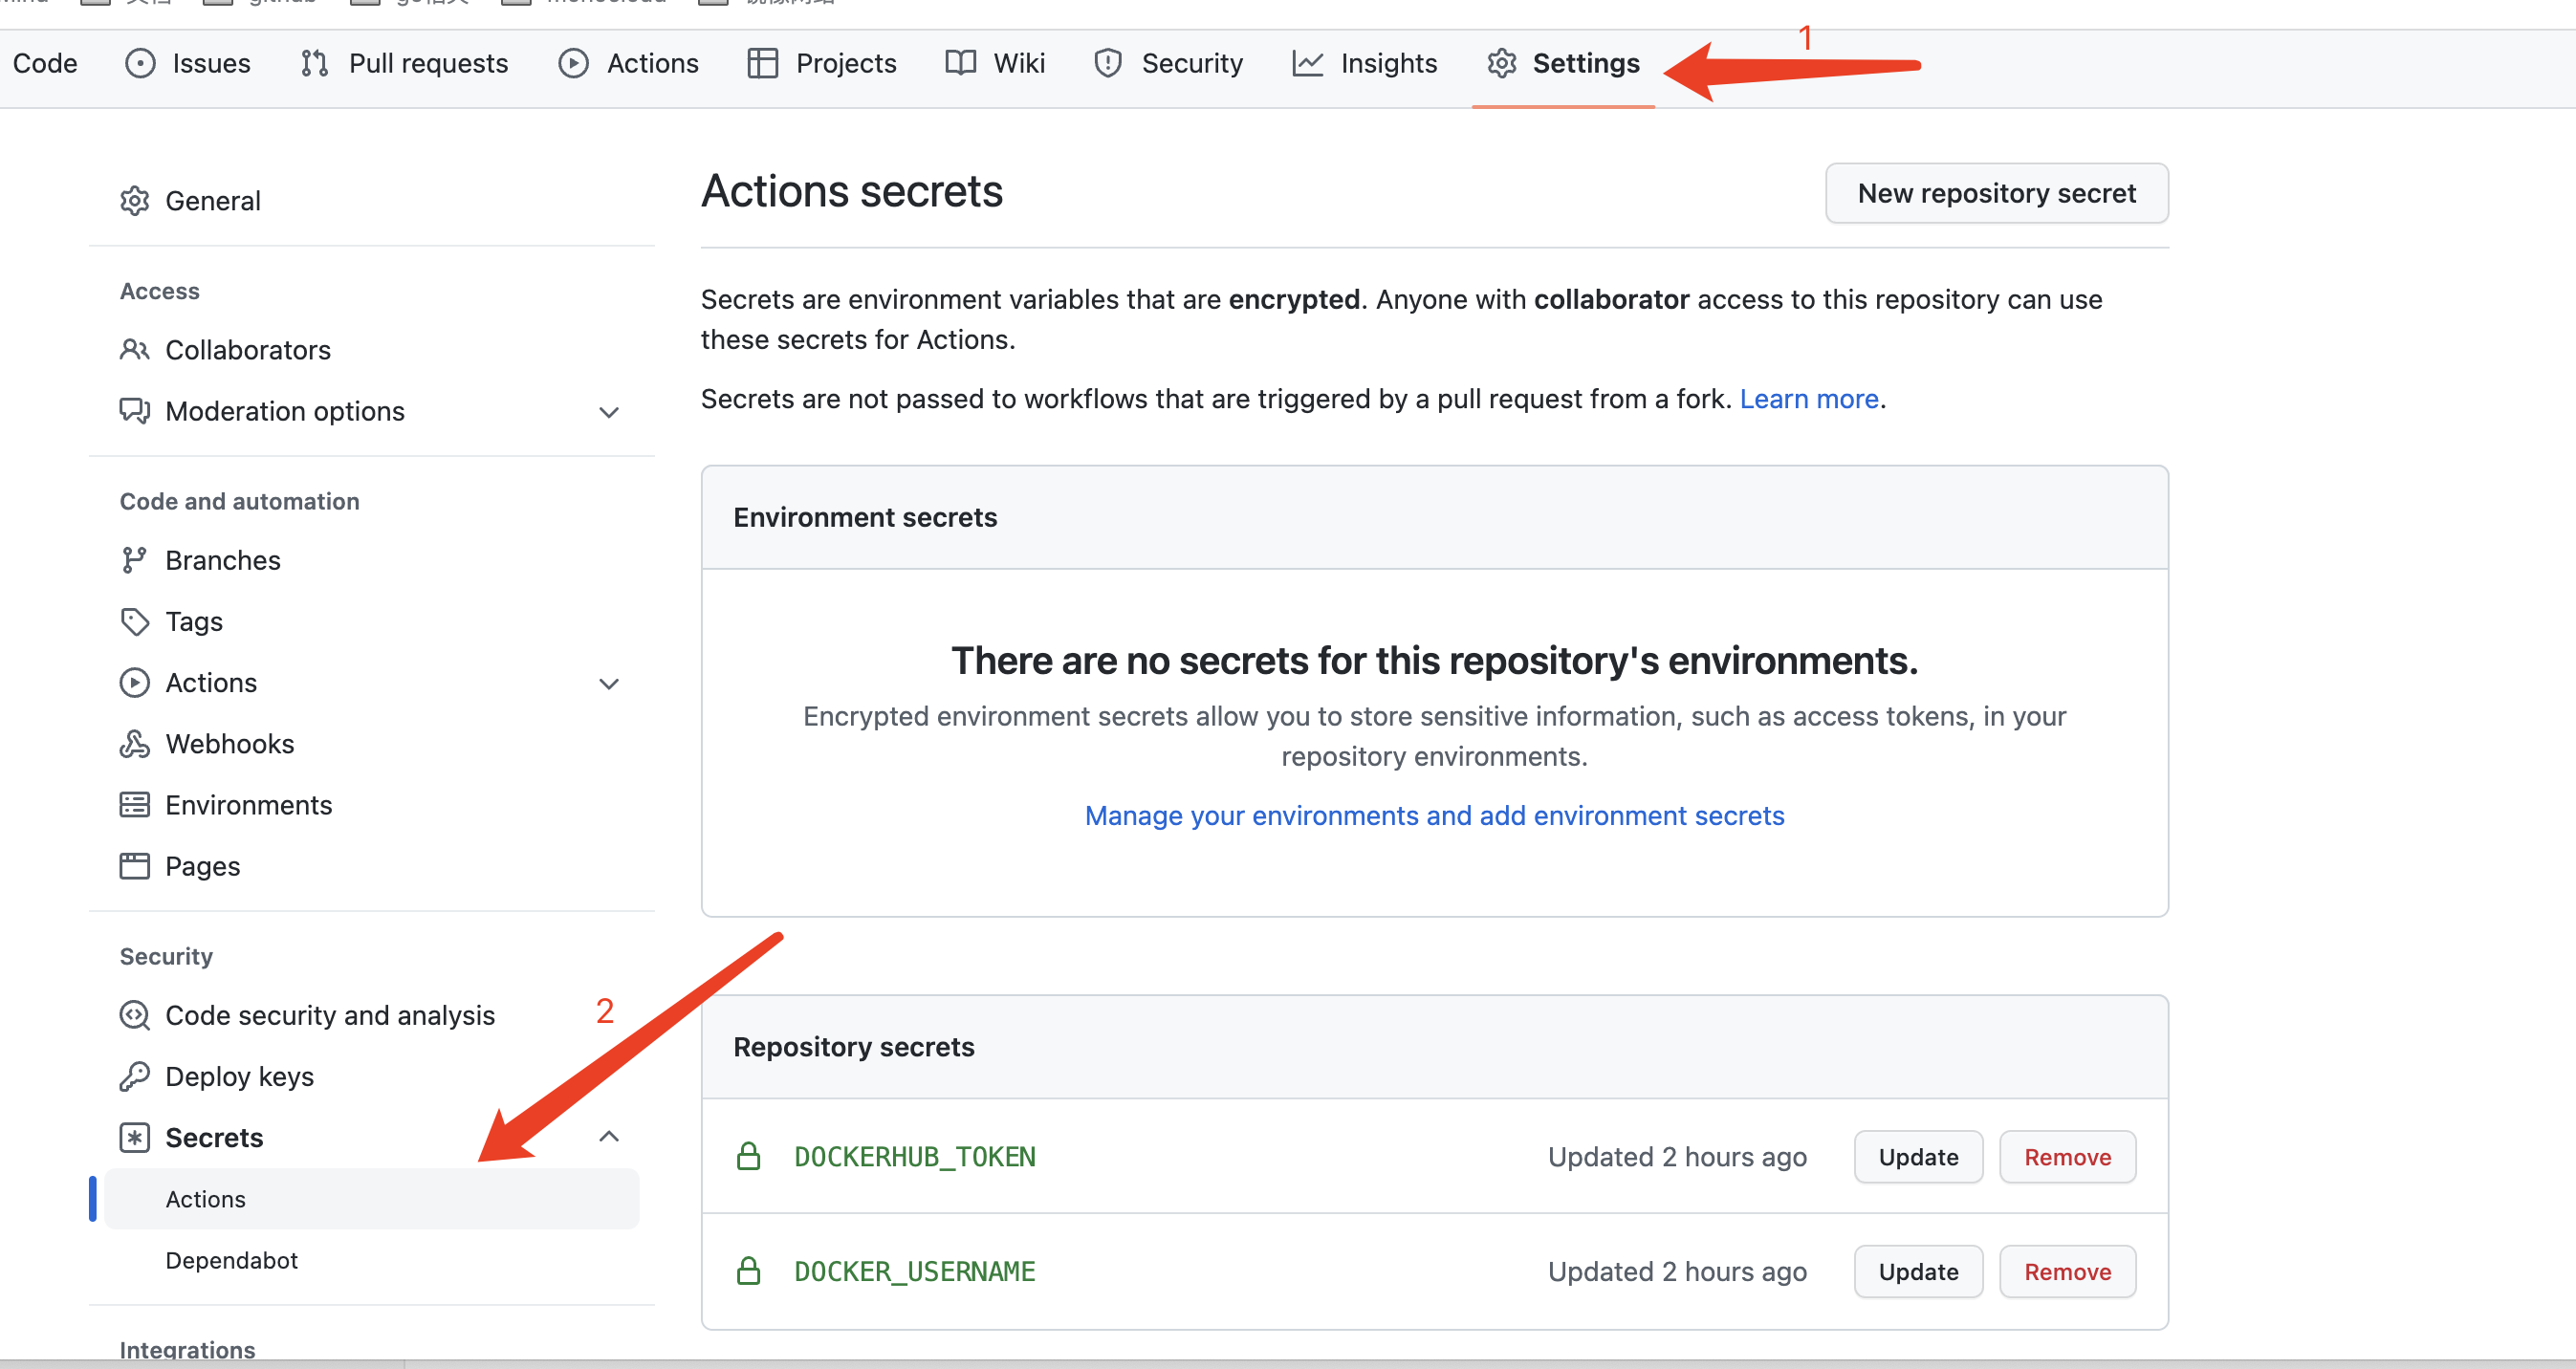 github
Code Issues Pull requests Actions Projects Wiki Security Insights Settings 1
General
Access
Collaborators
Moderation options
Code and automation
Branches
Tags
Actions
Webhooks
Environments
Pages
Security
Code security and analysis 2
Deploy keys
Secrets
Actions
Dependabot
Integrations
Actions secrets New repository secret
Secrets are environment variables that are encrypted. Anyone with collaborator access to this repository can use
these secrets for Actions.
Secrets are not passed to workflows that are triggered by a pull request from a fork. Learn more.
Environment secrets
There are no secrets for this repository's environments.
Encrypted environment secrets allow you to store sensitive information, such as access tokens, in your
repository environments.
Manage your environments and add environment secrets
Repository secrets
DOCKERHUB_TOKEN Updated 2 hours ago Update Remove
DOCKER_USERNAME Updated 2 hours ago Update Remove